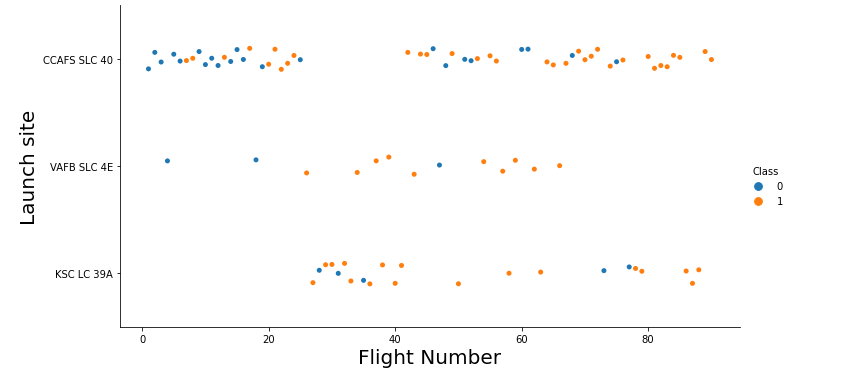 CCAFS SLC 40
VAFB SLC 4E
KSC LC 39A
Launch site
0 20 40 60 80
Flight Number
Class
0
1